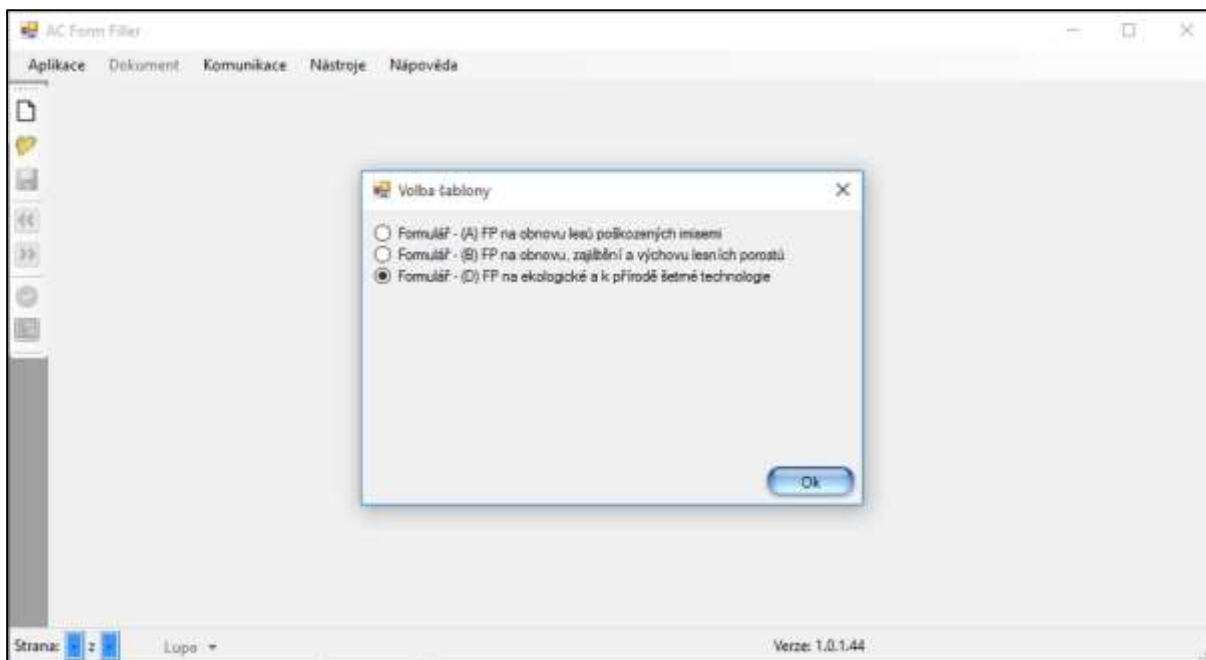 AC Form Filler
Aplikace Dokument Komunikace Nástroje Nápověda
Volba šablony
Formulář - (A) FP na obnovu lesů poškozených imisemi
Formulář - (B) FP na obnovu, zajištění a výchovu lesních porostů
Formulář - (D) FP na ekologické a k přírodě šetrné technologie
Ok
Strana: z Lupa Verze: 1.0.1.44